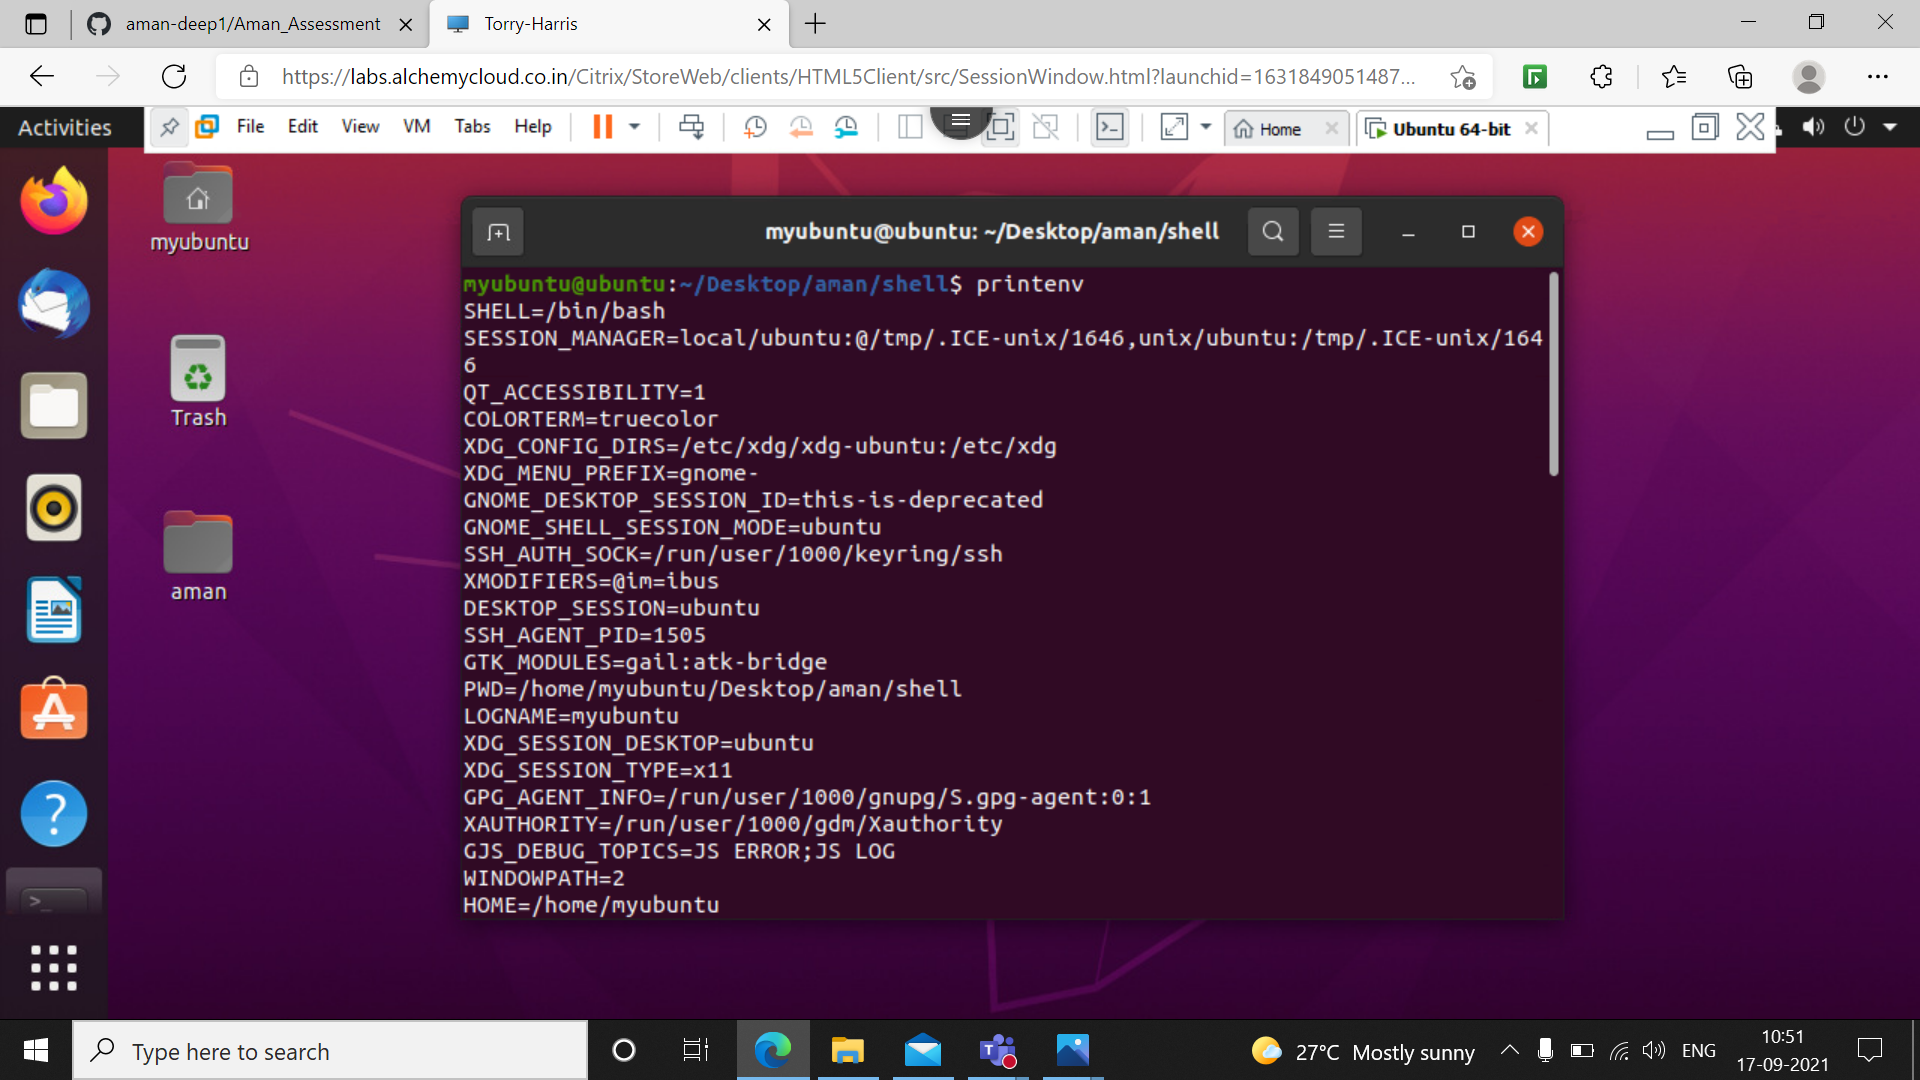 aman-deep1/Aman_Assessment
Torry-Harris
https://labs.alchemycloud.co.in/Citrix/StoreWeb/clients/HTML5Client/src/SessionWindow.html?launchid=1631849051487...
Activities
File Edit View VM Tabs Help
Home
Ubuntu 64-bit
myubuntu
Trash
aman
myubuntu@ubuntu: ~/Desktop/aman/shell
myubuntu@ubuntu:~/Desktop/aman/shell$ printenv
SHELL=/bin/bash
SESSION_MANAGER=local/ubuntu:@/tmp/.ICE-unix/1646,unix/ubuntu:/tmp/.ICE-unix/164
6
QT_ACCESSIBILITY=1
COLORTERM=truecolor
XDG_CONFIG_DIRS=/etc/xdg/xdg-ubuntu:/etc/xdg
XDG_MENU_PREFIX=gnome-
GNOME_DESKTOP_SESSION_ID=this-is-deprecated
GNOME_SHELL_SESSION_MODE=ubuntu
SSH_AUTH_SOCK=/run/user/1000/keyring/ssh
XMODIFIERS=@im=ibus
DESKTOP_SESSION=ubuntu
SSH_AGENT_PID=1505
GTK_MODULES=gail:atk-bridge
PWD=/home/myubuntu/Desktop/aman/shell
LOGNAME=myubuntu
XDG_SESSION_DESKTOP=ubuntu
XDG_SESSION_TYPE=x11
GPG_AGENT_INFO=/run/user/1000/gnupg/S.gpg-agent:0:1
XAUTHORITY=/run/user/1000/gdm/Xauthority
GJS_DEBUG_TOPICS=JS ERROR;JS LOG
WINDOWPATH=2
HOME=/home/myubuntu
Type here to search
27°C Mostly sunny
ENG
10:51
17-09-2021